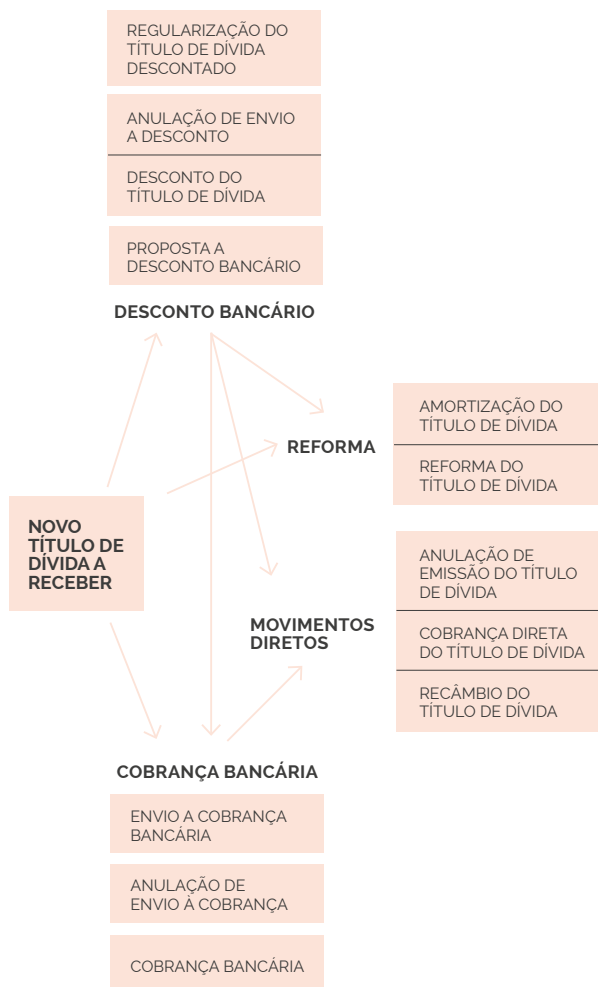 REGULARIZAÇÃO DO
TÍTULO DE DÍVIDA
DESCONTADO
ANULAÇÃO DE ENVIO
A DESCONTO
DESCONTO DO
TÍTULO DE DÍVIDA
PROPOSTA A
DESCONTO BANCÁRIO
DESCONTO BANCÁRIO
REFORMA
AMORTIZAÇÃO DO
TÍTULO DE DÍVIDA
REFORMA DO
TÍTULO DE DÍVIDA
NOVO
TÍTULO DE
DÍVIDA A
RECEBER
MOVIMENTOS
DIRETOS
ANULAÇÃO DE
EMISSÃO DO TÍTULO
DE DÍVIDA
COBRANÇA DIRETA
DO TÍTULO DE DÍVIDA
RECÂMBIO DO
TÍTULO DE DÍVIDA
COBRANÇA BANCÁRIA
ENVIO A COBRANÇA
BANCÁRIA
ANULAÇÃO DE
ENVIO À COBRANÇA
COBRANÇA BANCÁRIA